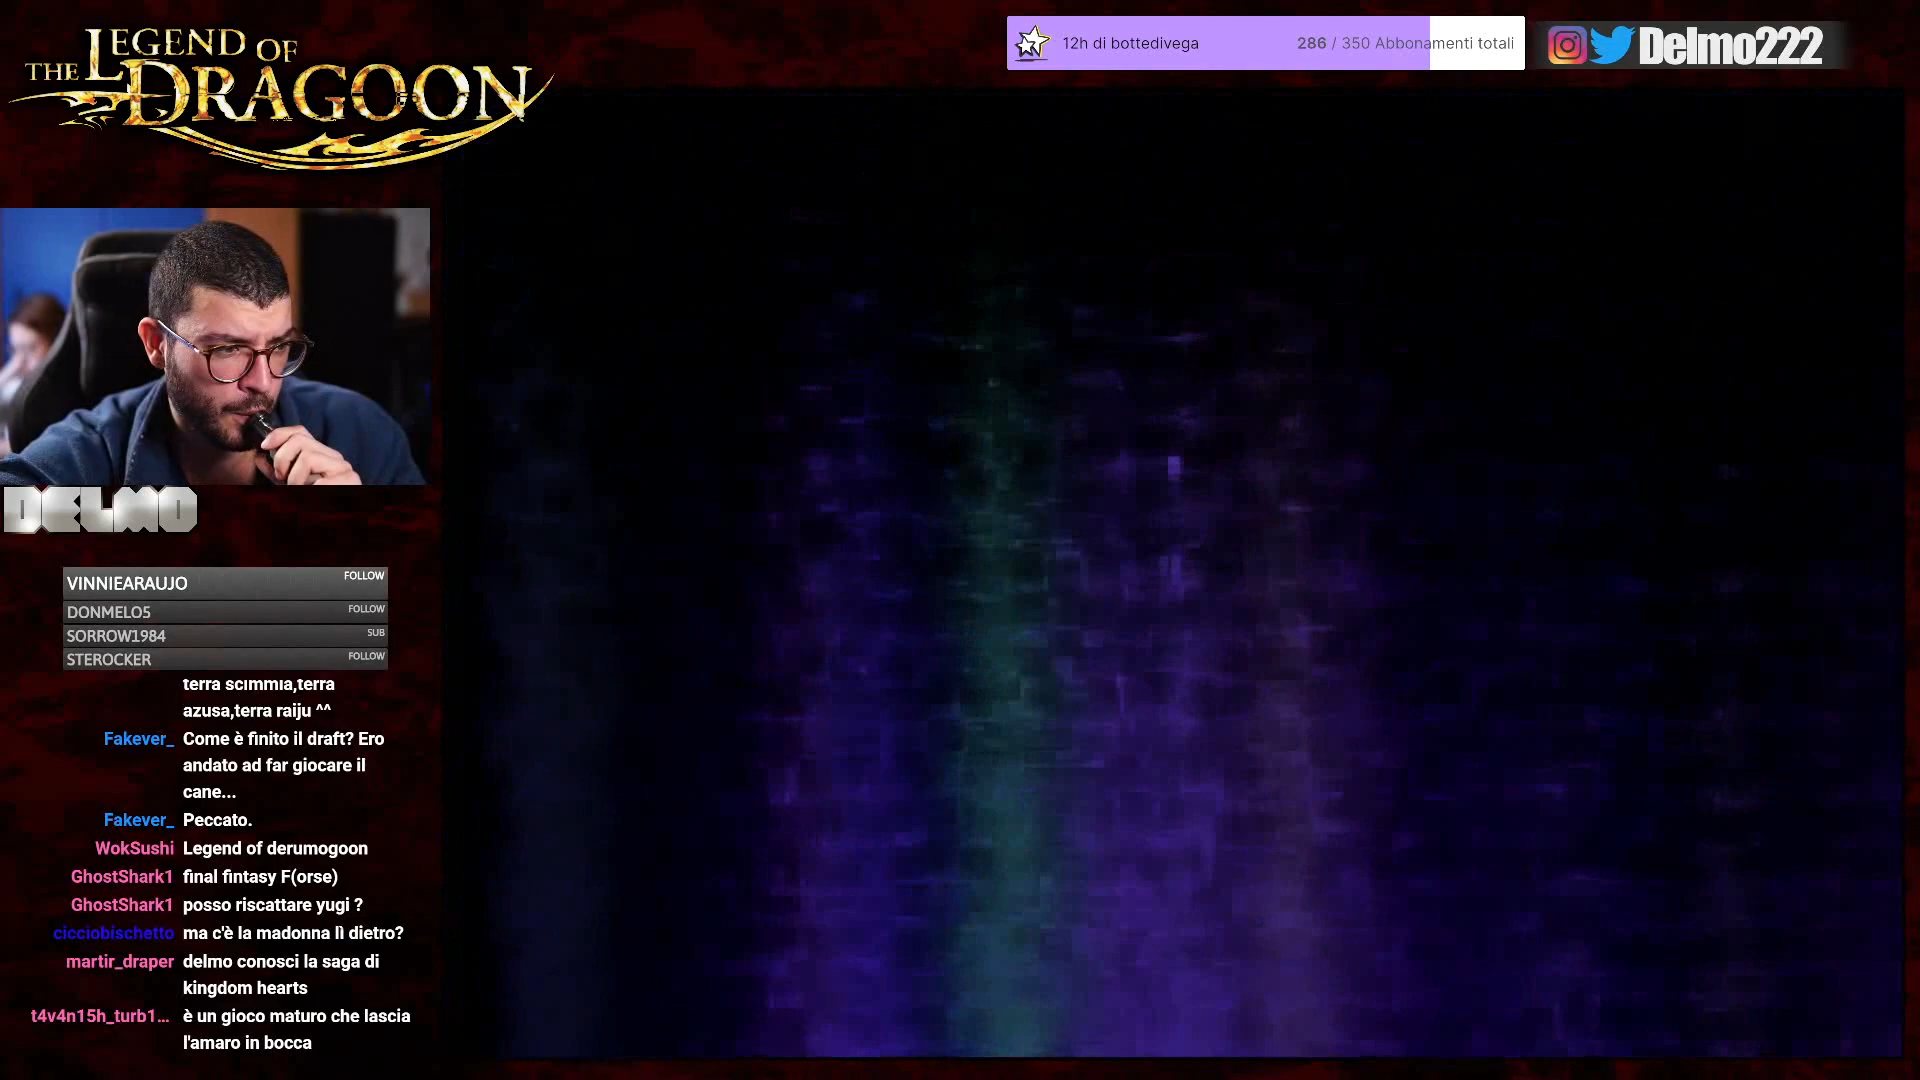 LEGEND OF
THE DRAGOON
12h di bottedivega
286 / 350 Abbonamenti totali
Delmo222
DELMO
VINNIEARAUJO FOLLOW
DONMELO5 FOLLOW
SORROW1984 SUB
STEROCKER FOLLOW
terra scimmia,terra
azusa,terra raiju ^^
Fakever_ Come è finito il draft? Ero
andato ad far giocare il
cane...
Fakever_ Peccato.
WokSushi Legend of derumogoon
GhostShark1 final fintasy F(orse)
GhostShark1 posso riscattare yugi ?
cicciobischetto ma c'è la madonna lì dietro?
martir_draper delmo conosci la saga di
kingdom hearts
t4v4n15h_turb1... è un gioco maturo che lascia
l'amaro in bocca